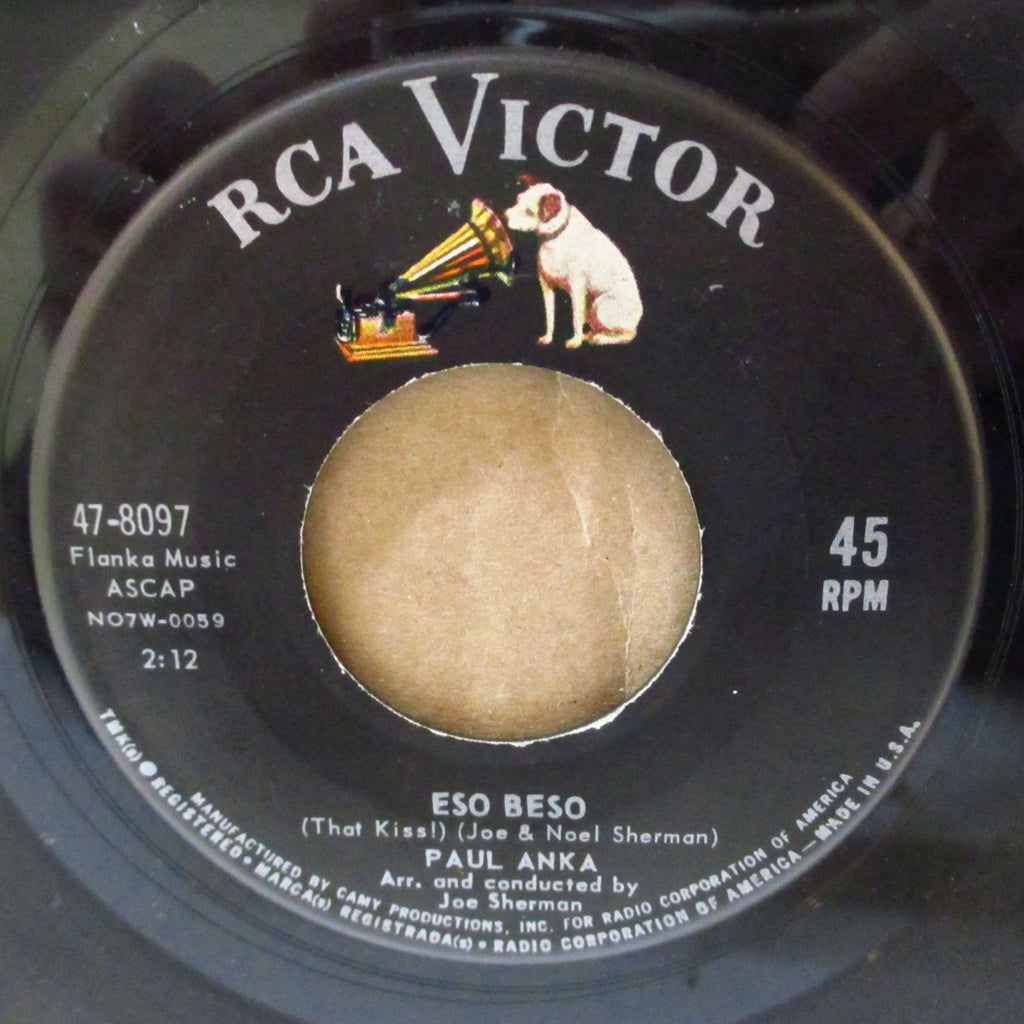 RCA VICTOR
47-8097
Flanka Music
ASCAP
NO7W-0059
2:12
45
RPM
ESO BESO
(That Kiss!) (Joe & Noel Sherman)
PAUL ANKA
Arr. and conducted by
Joe Sherman
MANUFACTURED BY CAMY PRODUCTIONS, INC. FOR RADIO CORPORATION OF AMERICA
TMK(s) ● REGISTERED • MARCA(s) REGISTRADA(s) • RADIO CORPORATION OF AMERICA—MADE IN U.S.A.